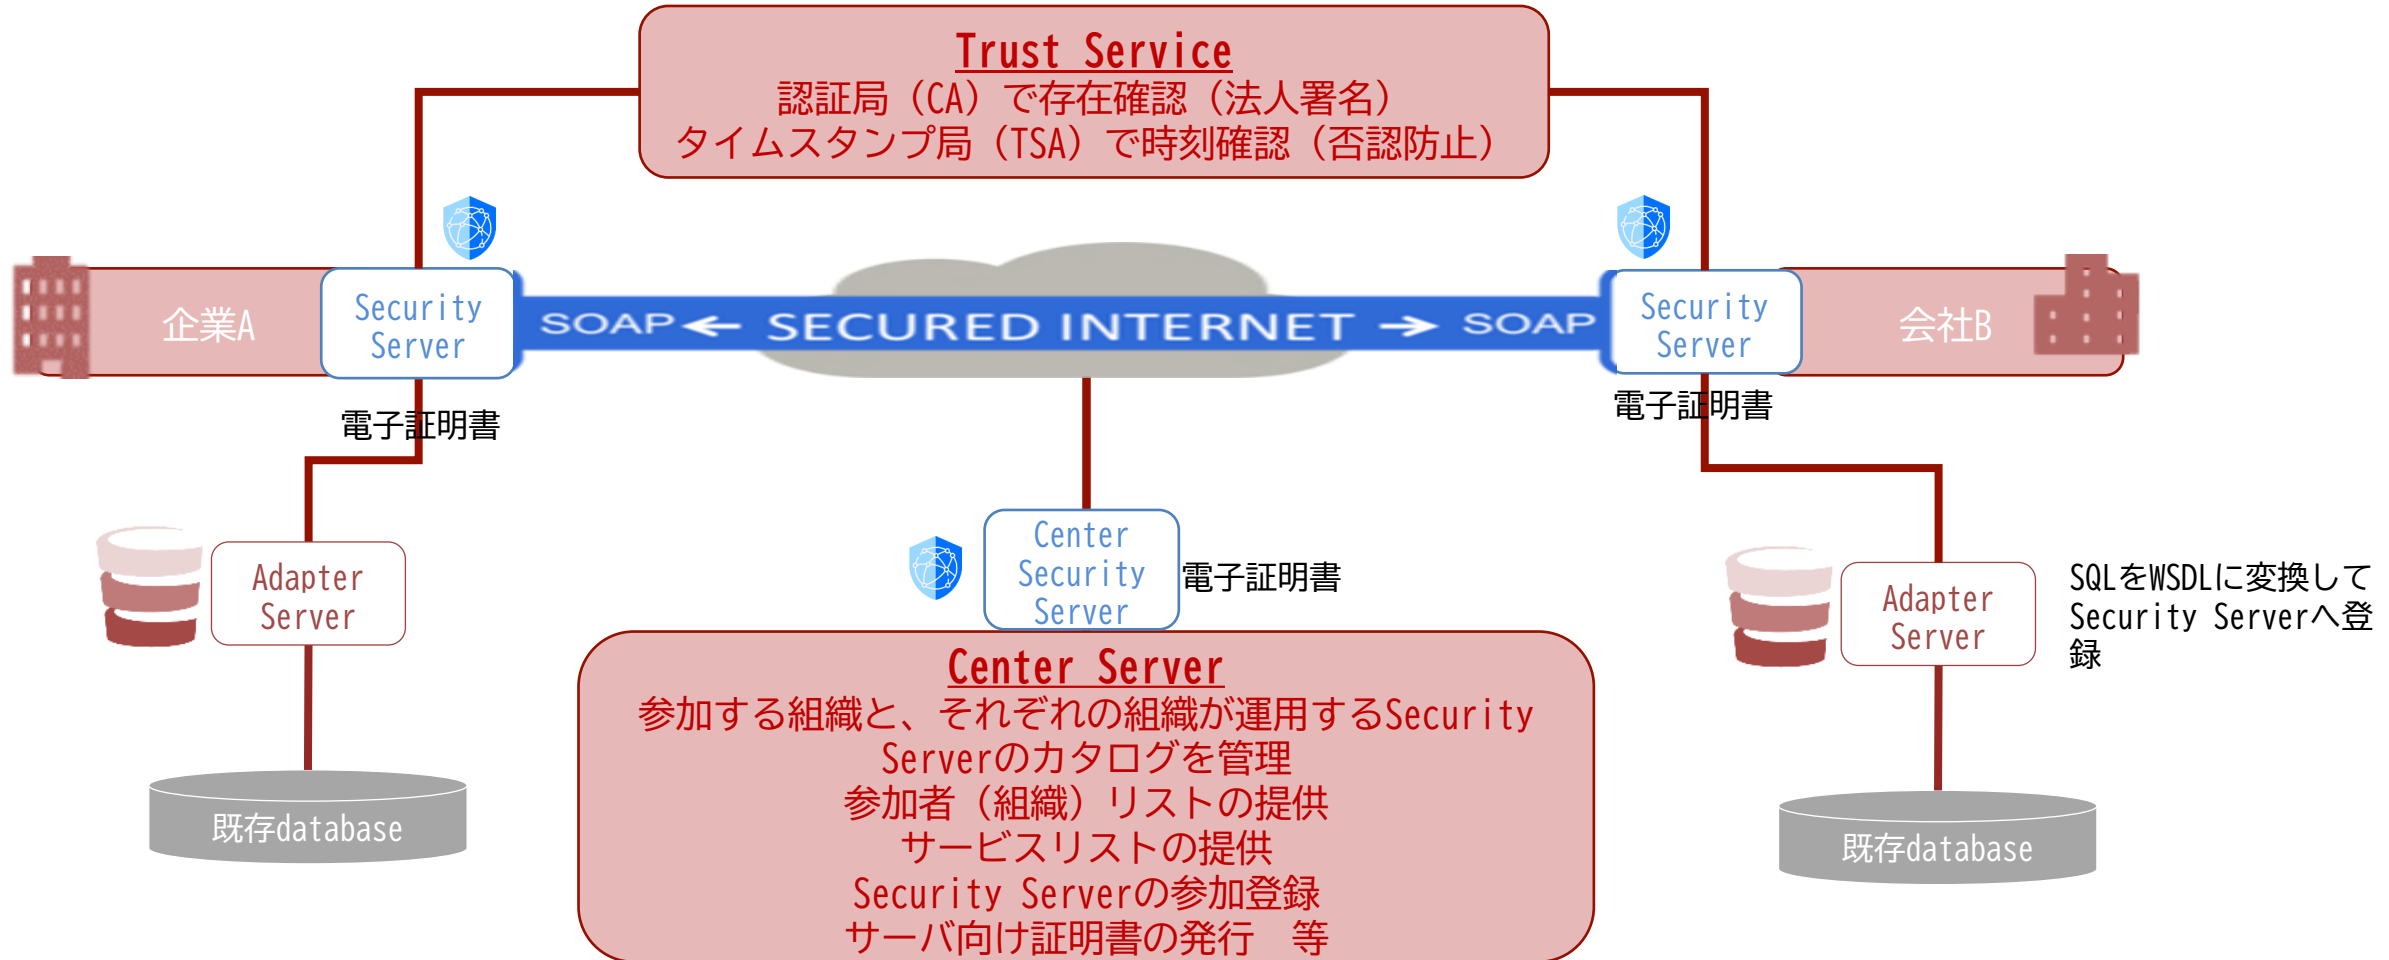 Trust Service
認証局（CA）で存在確認（法人署名）
タイムスタンプ局（TSA）で時刻確認（否認防止）
企業A
Security
Server
SOAP
SECURED INTERNET
SOAP
Security
Server
会社B
電子証明書
電子証明書
Adapter
Server
Center
Security
Server
電子証明書
Adapter
Server
SQLをWSDLに変換して
Security Serverへ登
録
Center Server
参加する組織と、それぞれの組織が運用するSecurity
Serverのカタログを管理
参加者（組織）リストの提供
サービスリストの提供
Security Serverの参加登録
サーバ向け証明書の発行　等
既存database
既存database